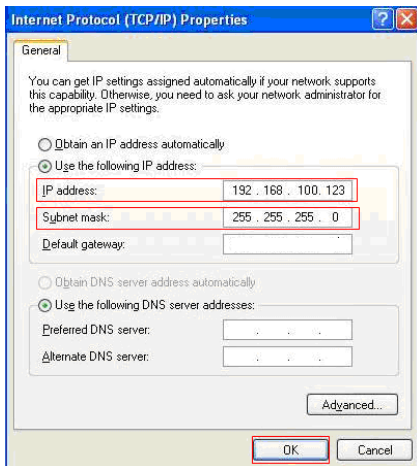 Internet Protocol (TCP/IP) Properties
General
You can get IP settings assigned automatically if your network supports
this capability. Otherwise, you need to ask your network administrator for
the appropriate IP settings.
Obtain an IP address automatically
Use the following IP address:
IP address: 192 . 168 . 100 . 123
Subnet mask: 255 . 255 . 255 . 0
Default gateway:
Obtain DNS server address automatically
Use the following DNS server addresses:
Preferred DNS server: . . .
Alternate DNS server: . . .
Advanced...
OK Cancel